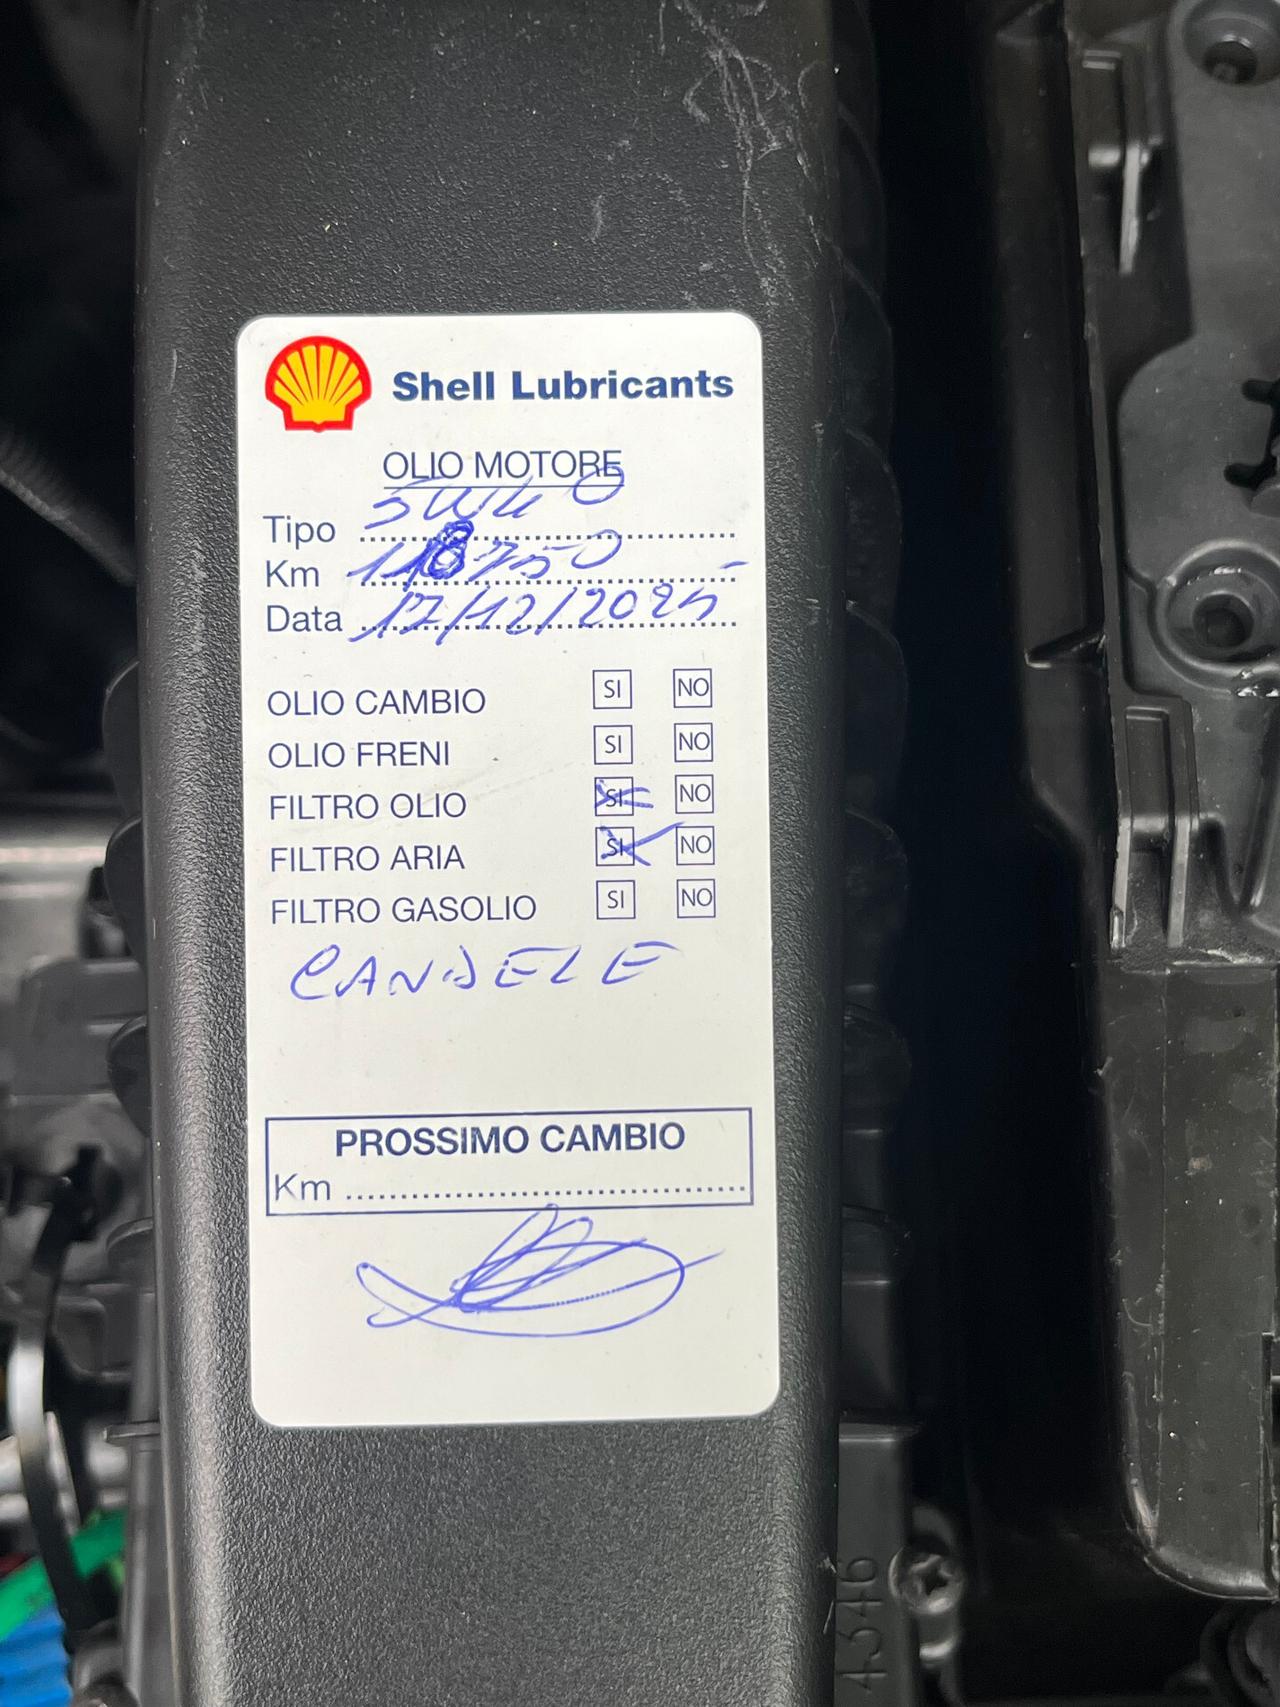 Shell Lubricants
OLIO MOTORE
Tipo 5W40
Km 118750
Data 17/12/2025
OLIO CAMBIO SI NO
OLIO FRENI SI NO
FILTRO OLIO SI NO
FILTRO ARIA SI NO
FILTRO GASOLIO SI NO
CANDELE
PROSSIMO CAMBIO
Km
4346